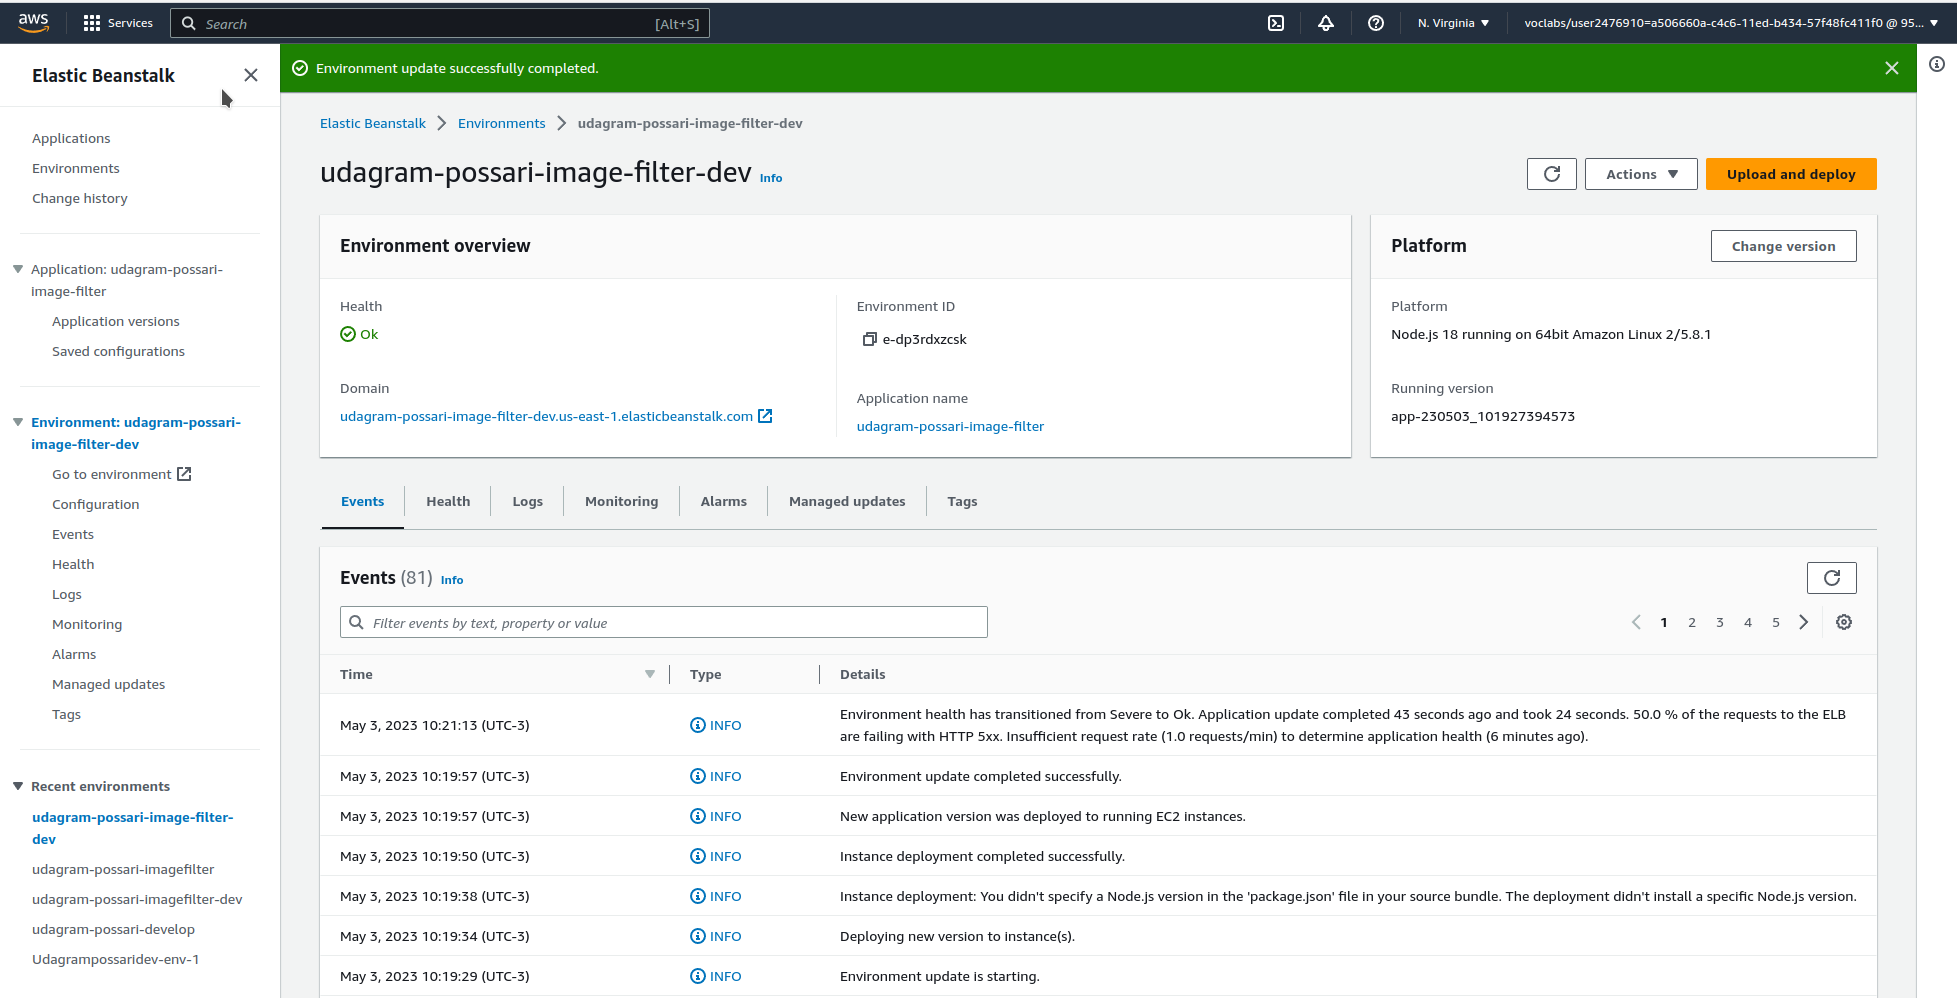 aws
Services
Search
[Alt+S]
N. Virginia
voclabs/user2476910=a506660a-c4c6-11ed-b434-57f48fc411f0 @ 95...
Elastic Beanstalk
Applications
Environments
Change history
Application: udagram-possari-
image-filter
Application versions
Saved configurations
Environment: udagram-possari-
image-filter-dev
Go to environment
Configuration
Events
Health
Logs
Monitoring
Alarms
Managed updates
Tags
Recent environments
udagram-possari-image-filter-
dev
udagram-possari-imagefilter
udagram-possari-imagefilter-dev
udagram-possari-develop
Udagrampossaridev-env-1
Environment update successfully completed.
Elastic Beanstalk
Environments
udagram-possari-image-filter-dev
udagram-possari-image-filter-dev Info
Actions
Upload and deploy
Environment overview
Health
Ok
Domain
udagram-possari-image-filter-dev.us-east-1.elasticbeanstalk.com
Environment ID
e-dp3rdxzcsk
Application name
udagram-possari-image-filter
Platform
Change version
Platform
Node.js 18 running on 64bit Amazon Linux 2/5.8.1
Running version
app-230503_101927394573
Events
Health
Logs
Monitoring
Alarms
Managed updates
Tags
Events (81) Info
Filter events by text, property or value
1 2 3 4 5
Time Type Details
May 3, 2023 10:21:13 (UTC-3) INFO Environment health has transitioned from Severe to Ok. Application update completed 43 seconds ago and took 24 seconds. 50.0 % of the requests to the ELB
are failing with HTTP 5xx. Insufficient request rate (1.0 requests/min) to determine application health (6 minutes ago).
May 3, 2023 10:19:57 (UTC-3) INFO Environment update completed successfully.
May 3, 2023 10:19:57 (UTC-3) INFO New application version was deployed to running EC2 instances.
May 3, 2023 10:19:50 (UTC-3) INFO Instance deployment completed successfully.
May 3, 2023 10:19:38 (UTC-3) INFO Instance deployment: You didn't specify a Node.js version in the 'package.json' file in your source bundle. The deployment didn't install a specific Node.js version.
May 3, 2023 10:19:34 (UTC-3) INFO Deploying new version to instance(s).
May 3, 2023 10:19:29 (UTC-3) INFO Environment update is starting.